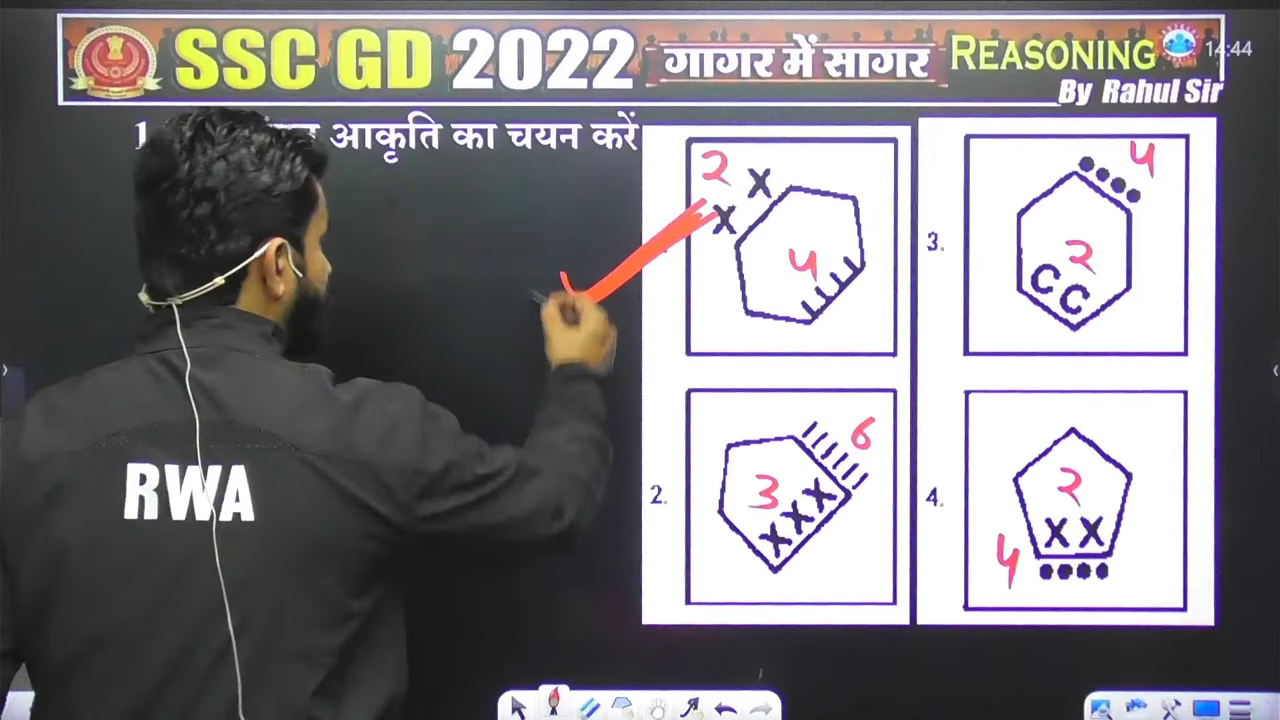 SSC GD 2022 गागर में सागर REASONING 14:44
By Rahul Sir
1. आकृति का चयन करें
2 X X 4
3. 4 2 C C
2. 6 3 X X X
4. 2 X X 4
RWA